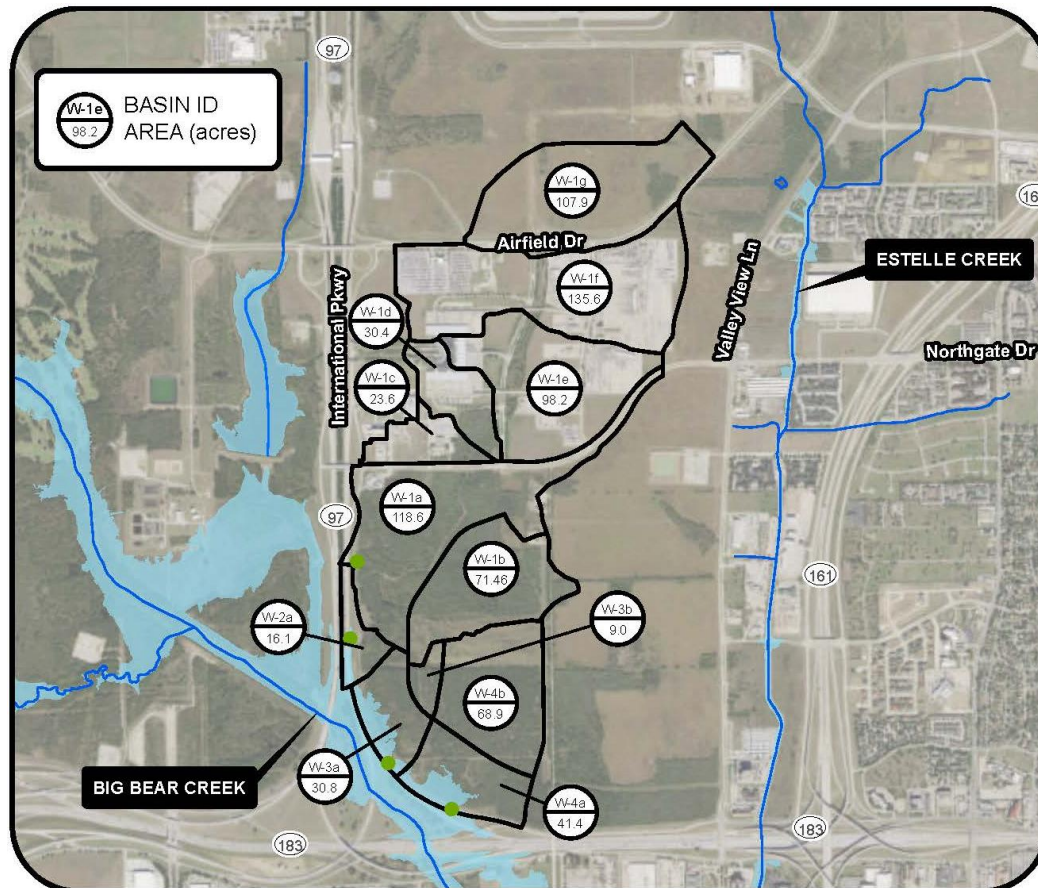 97
W-1e
98.2
BASIN ID
AREA (acres)
W-1g
107.9
Airfield Dr
W-1f
135.6
ESTELLE CREEK
Valley View Ln
International Pkwy
W-1d
30.4
Northgate Dr
W-1c
23.6
W-1e
98.2
W-1a
118.6
97
W-1b
71.46
161
W-2a
16.1
W-3b
9.0
W-4b
68.9
W-3a
30.8
BIG BEAR CREEK
W-4a
41.4
183
183